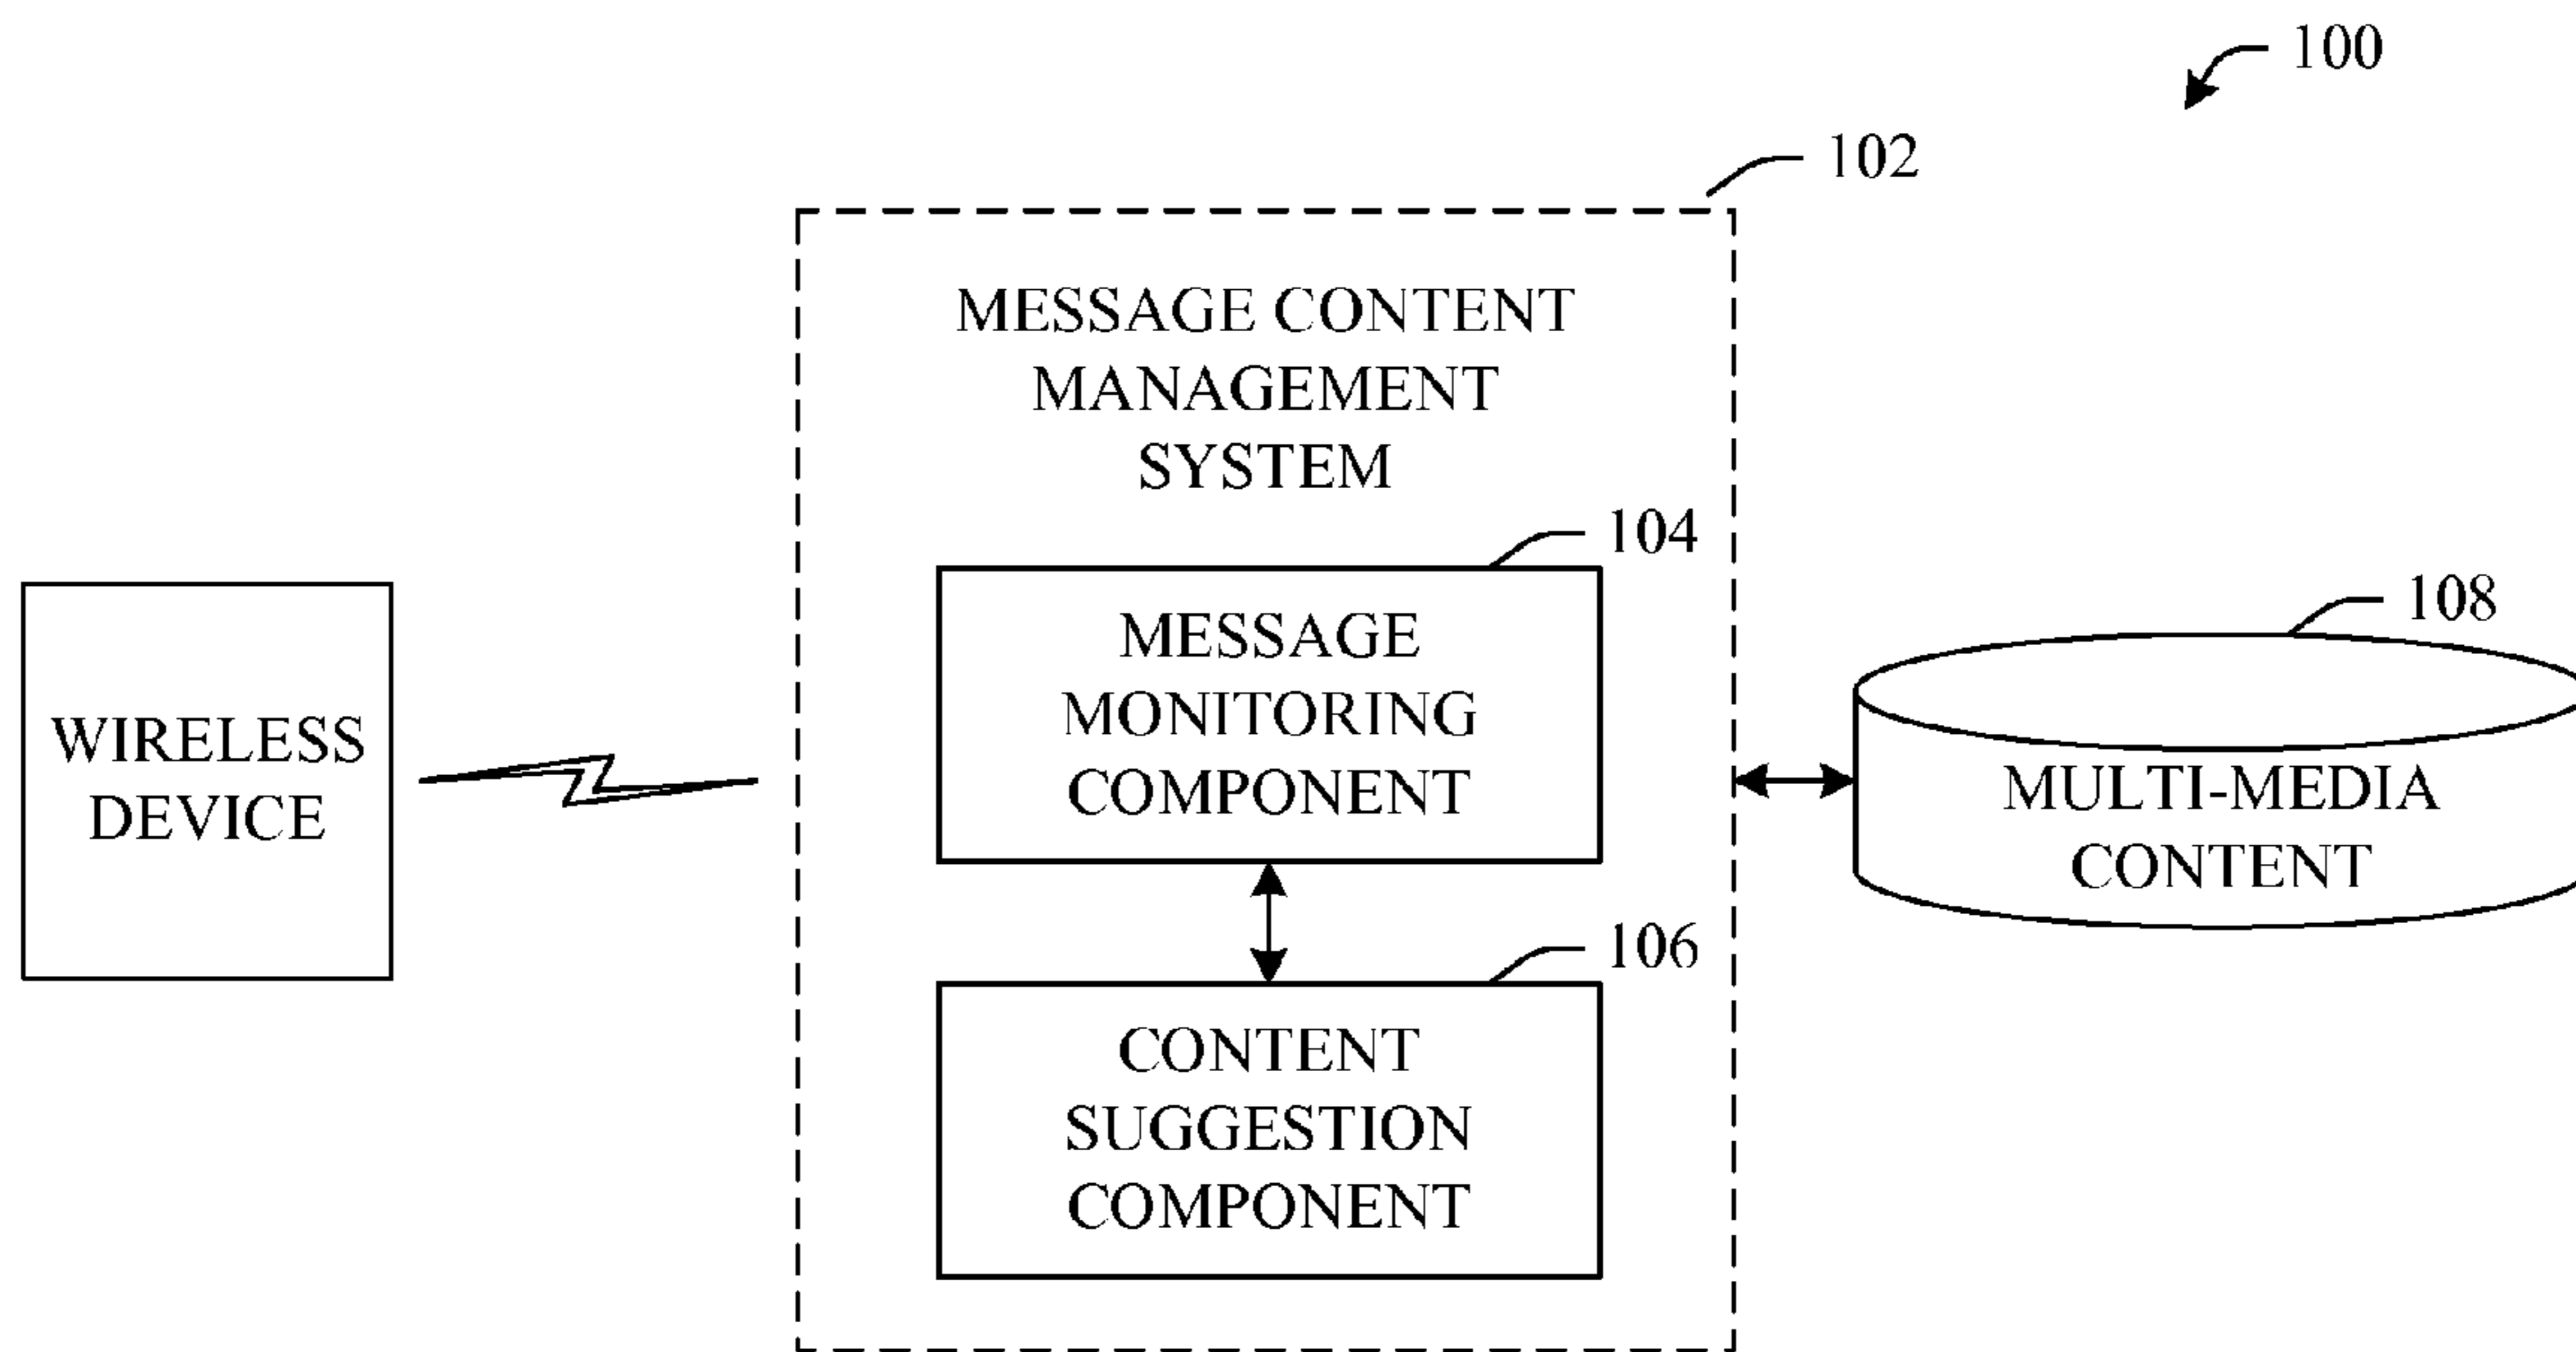 100
102
MESSAGE CONTENT
MANAGEMENT
SYSTEM
104
MESSAGE
MONITORING
COMPONENT
106
CONTENT
SUGGESTION
COMPONENT
WIRELESS
DEVICE
108
MULTI-MEDIA
CONTENT